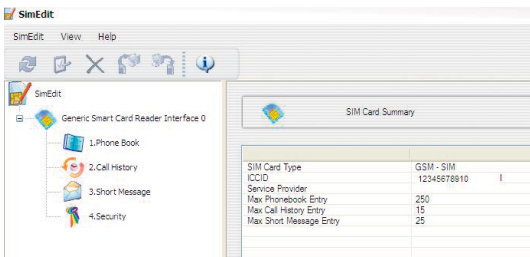 SimEdit
SimEdit View Help
SimEdit
Generic Smart Card Reader Interface 0
1.Phone Book
2.Call History
3.Short Message
4.Security
SIM Card Summary
SIM Card Type GSM - SIM
ICCID 12345678910
Service Provider
Max Phonebook Entry 250
Max Call History Entry 15
Max Short Message Entry 25